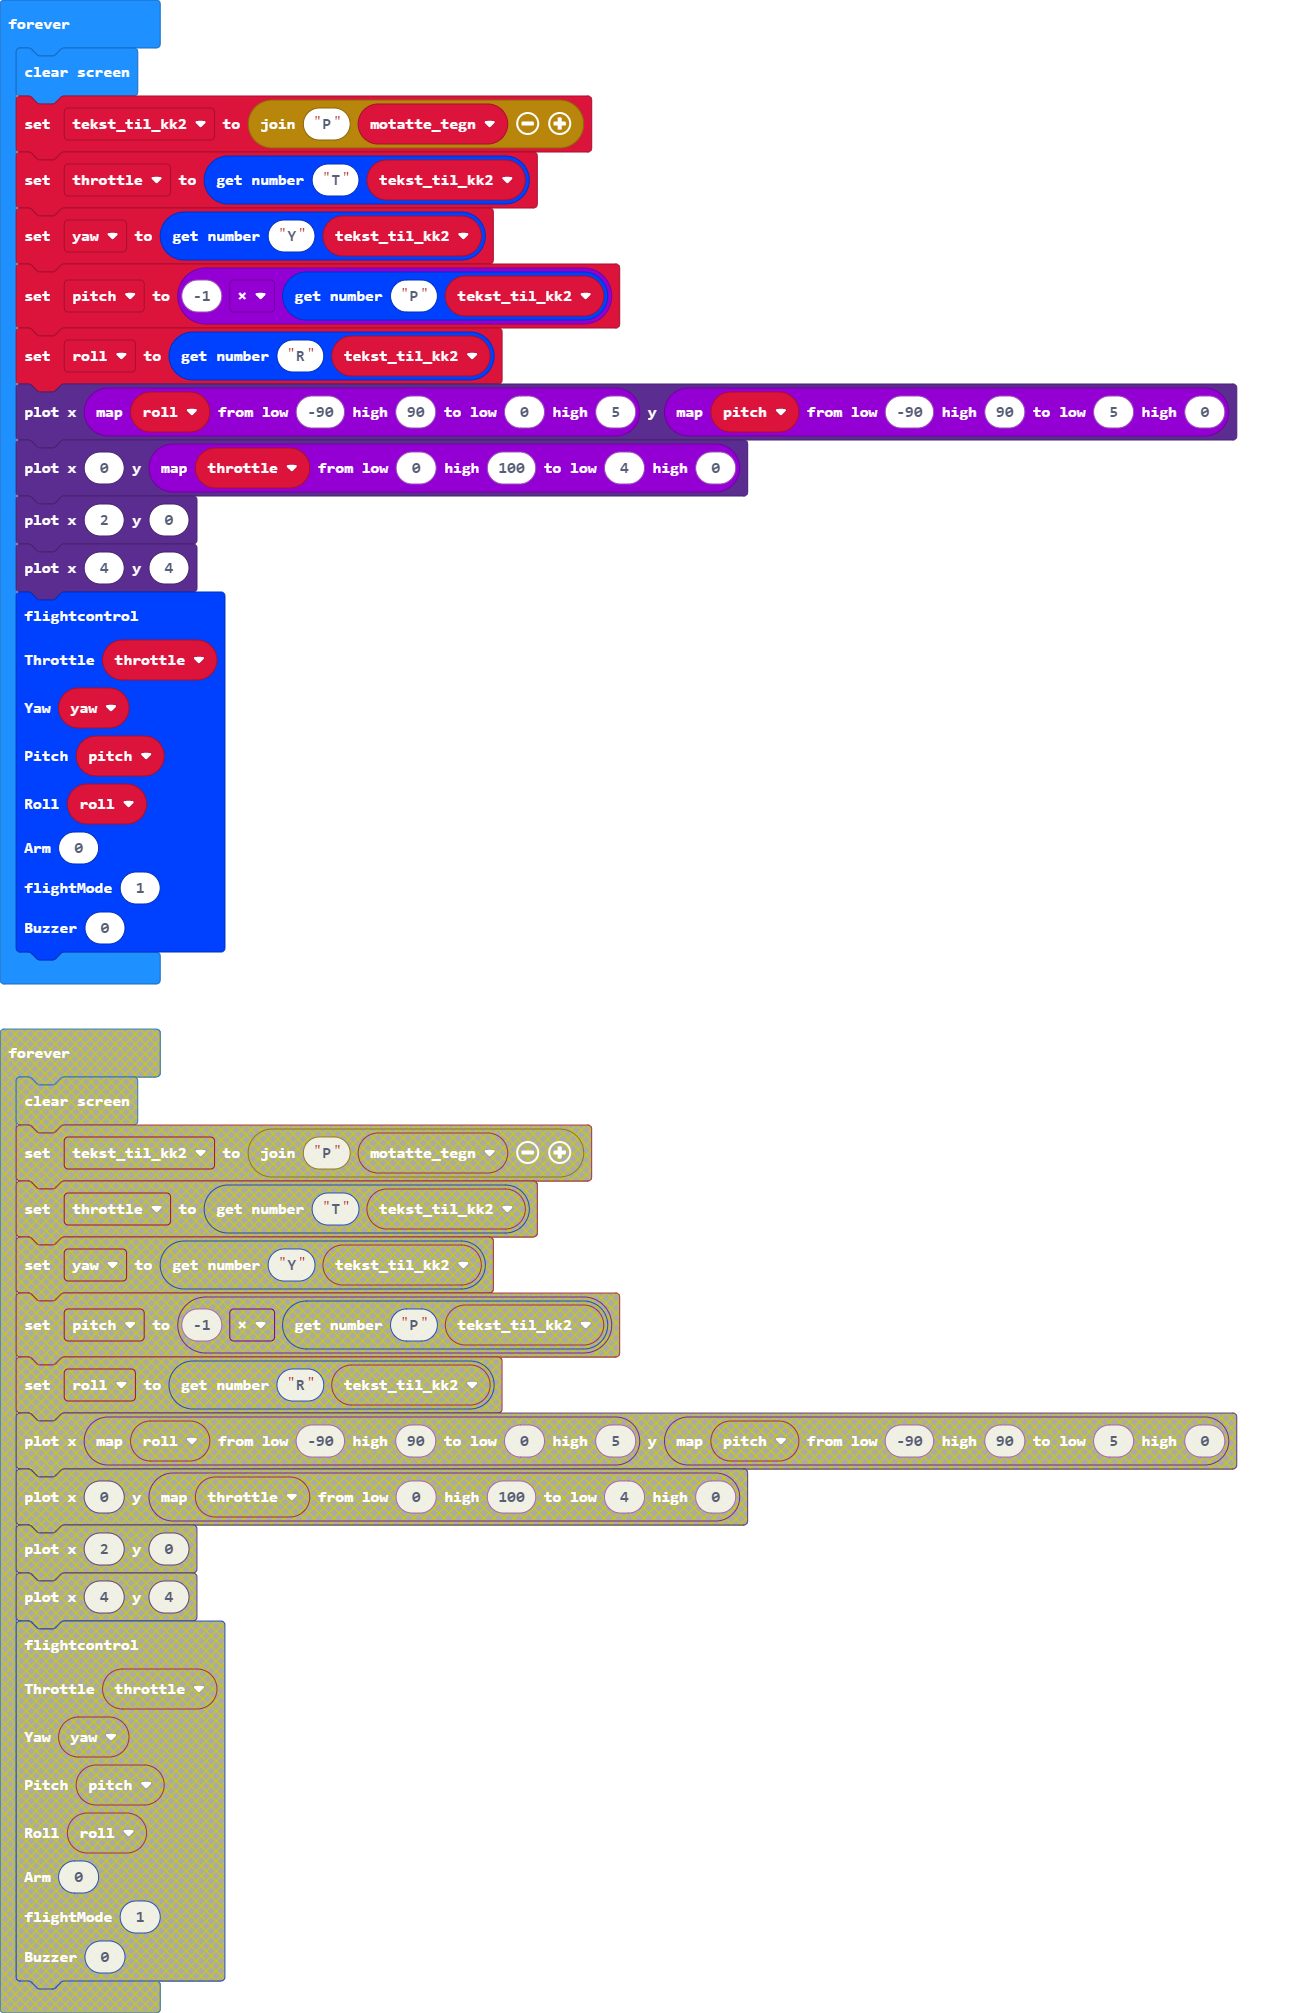 forever
clear screen
set tekst_til_kk2 to join "P" motatte_tegn
set throttle to get number "T" tekst_til_kk2
set yaw to get number "Y" tekst_til_kk2
set pitch to -1 × get number "P" tekst_til_kk2
set roll to get number "R" tekst_til_kk2
plot x map roll from low -90 high 90 to low 0 high 5 y map pitch from low -90 high 90 to low 5 high 0
plot x 0 y map throttle from low 0 high 100 to low 4 high 0
plot x 2 y 0
plot x 4 y 4
flightcontrol
Throttle throttle
Yaw yaw
Pitch pitch
Roll roll
Arm 0
flightMode 1
Buzzer 0
forever
clear screen
set tekst_til_kk2 to join "P" motatte_tegn
set throttle to get number "T" tekst_til_kk2
set yaw to get number "Y" tekst_til_kk2
set pitch to -1 × get number "P" tekst_til_kk2
set roll to get number "R" tekst_til_kk2
plot x map roll from low -90 high 90 to low 0 high 5 y map pitch from low -90 high 90 to low 5 high 0
plot x 0 y map throttle from low 0 high 100 to low 4 high 0
plot x 2 y 0
plot x 4 y 4
flightcontrol
Throttle throttle
Yaw yaw
Pitch pitch
Roll roll
Arm 0
flightMode 1
Buzzer 0